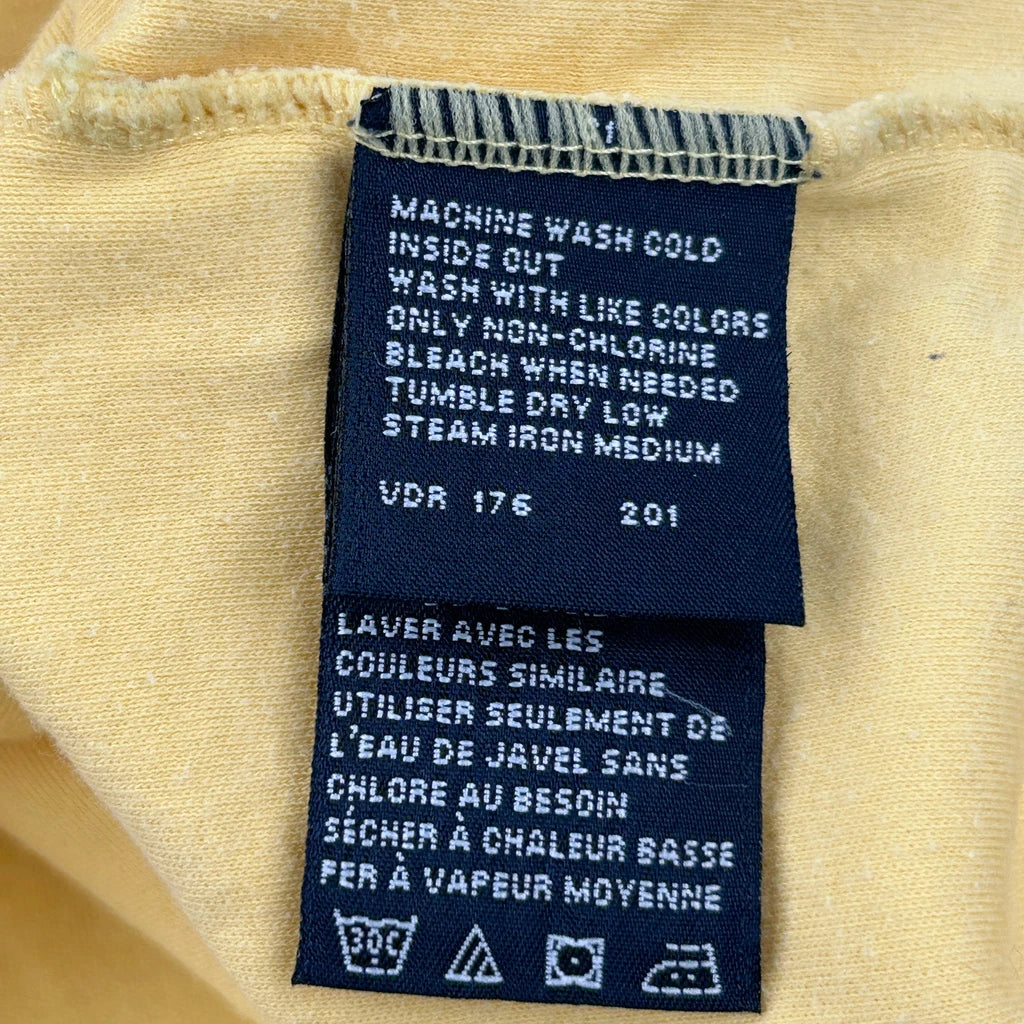 MACHINE WASH COLD
INSIDE OUT
WASH WITH LIKE COLORS
ONLY NON-CHLORINE
BLEACH WHEN NEEDED
TUMBLE DRY LOW
STEAM IRON MEDIUM
VDR 176 201
LAVER AVEC LES
COULEURS SIMILAIRE
UTILISER SEULEMENT DE
L'EAU DE JAVEL SANS
CHLORE AU BESOIN
SÉCHER À CHALEUR BASSE
FER À VAPEUR MOYENNE
30C